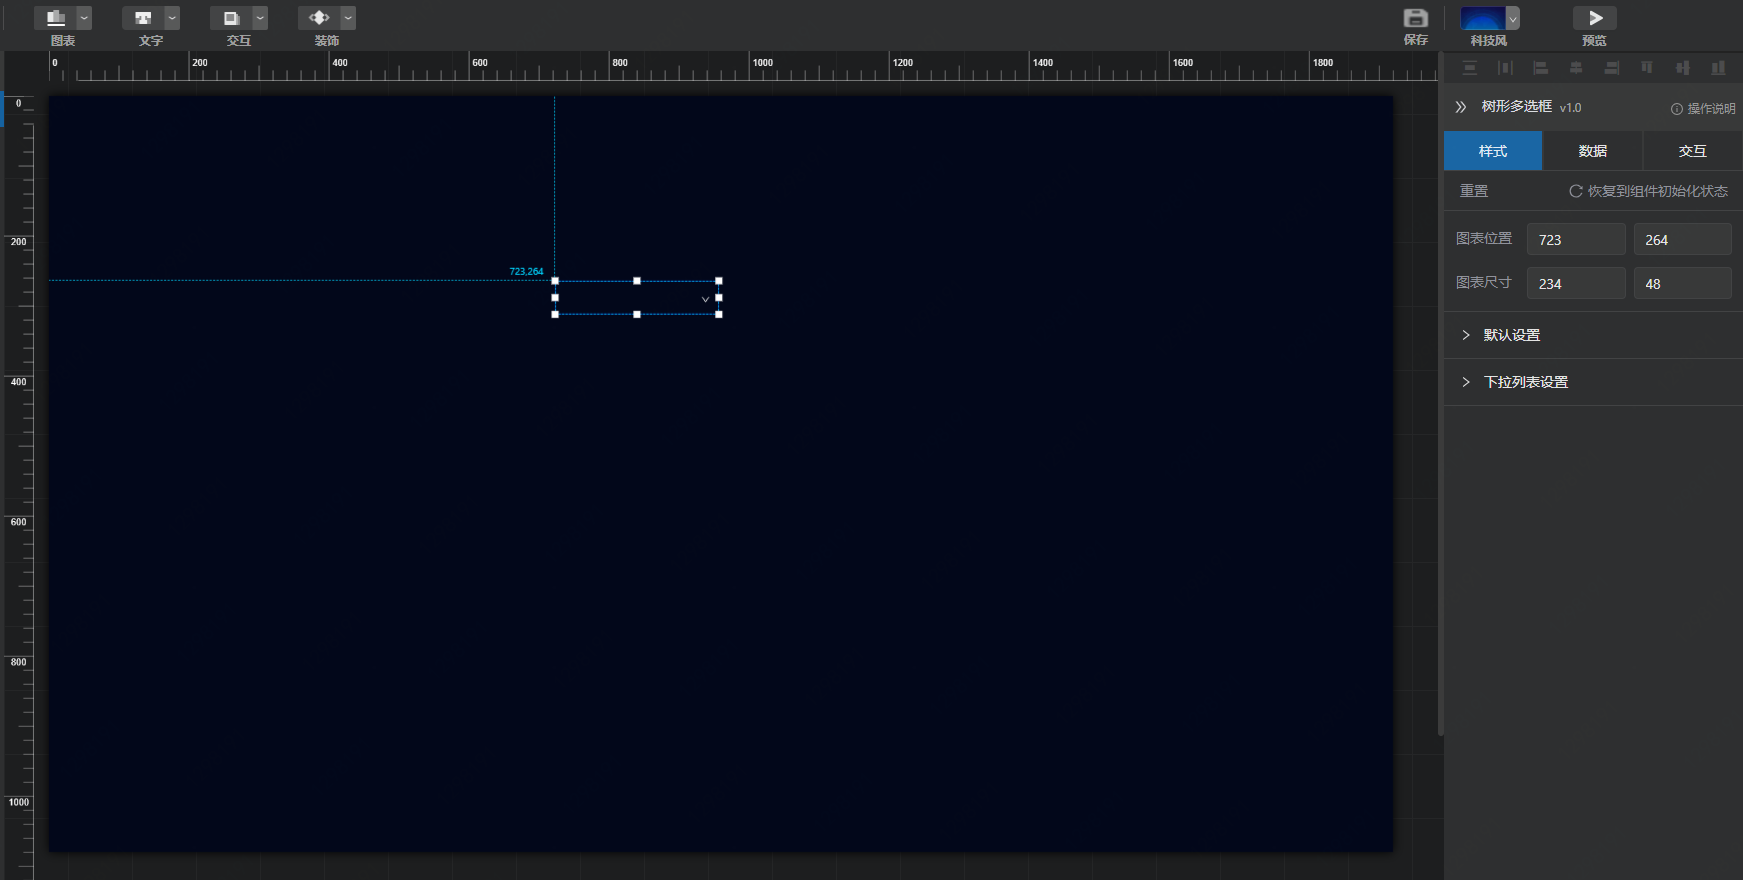 图表
文字
交互
装饰
保存
科技风
预览
0
200
400
600
800
1000
1200
1400
1600
1800
0
200
400
600
800
1000
723,264
树形多选框 v1.0
操作说明
样式
数据
交互
重置
恢复到组件初始化状态
图表位置
723
264
图表尺寸
234
48
默认设置
下拉列表设置